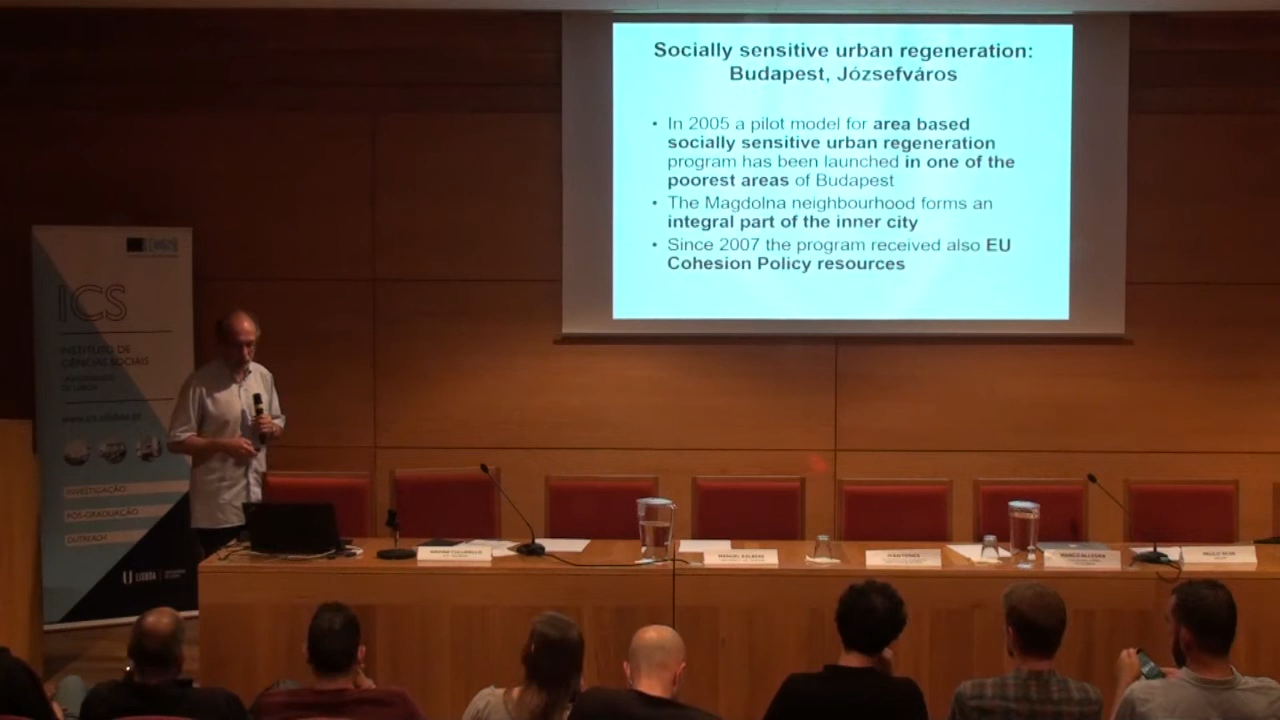 Socially sensitive urban regeneration:
Budapest, Józsefváros
• In 2005 a pilot model for area based
socially sensitive urban regeneration
program has been launched in one of the
poorest areas of Budapest
• The Magdolna neighbourhood forms an
integral part of the inner city
• Since 2007 the program received also EU
Cohesion Policy resources
ICS
INSTITUTO DE
CIÊNCIAS SOCIAIS
INVESTIGAÇÃO
PÓS-GRADUAÇÃO
OUTREACH
LISBOA